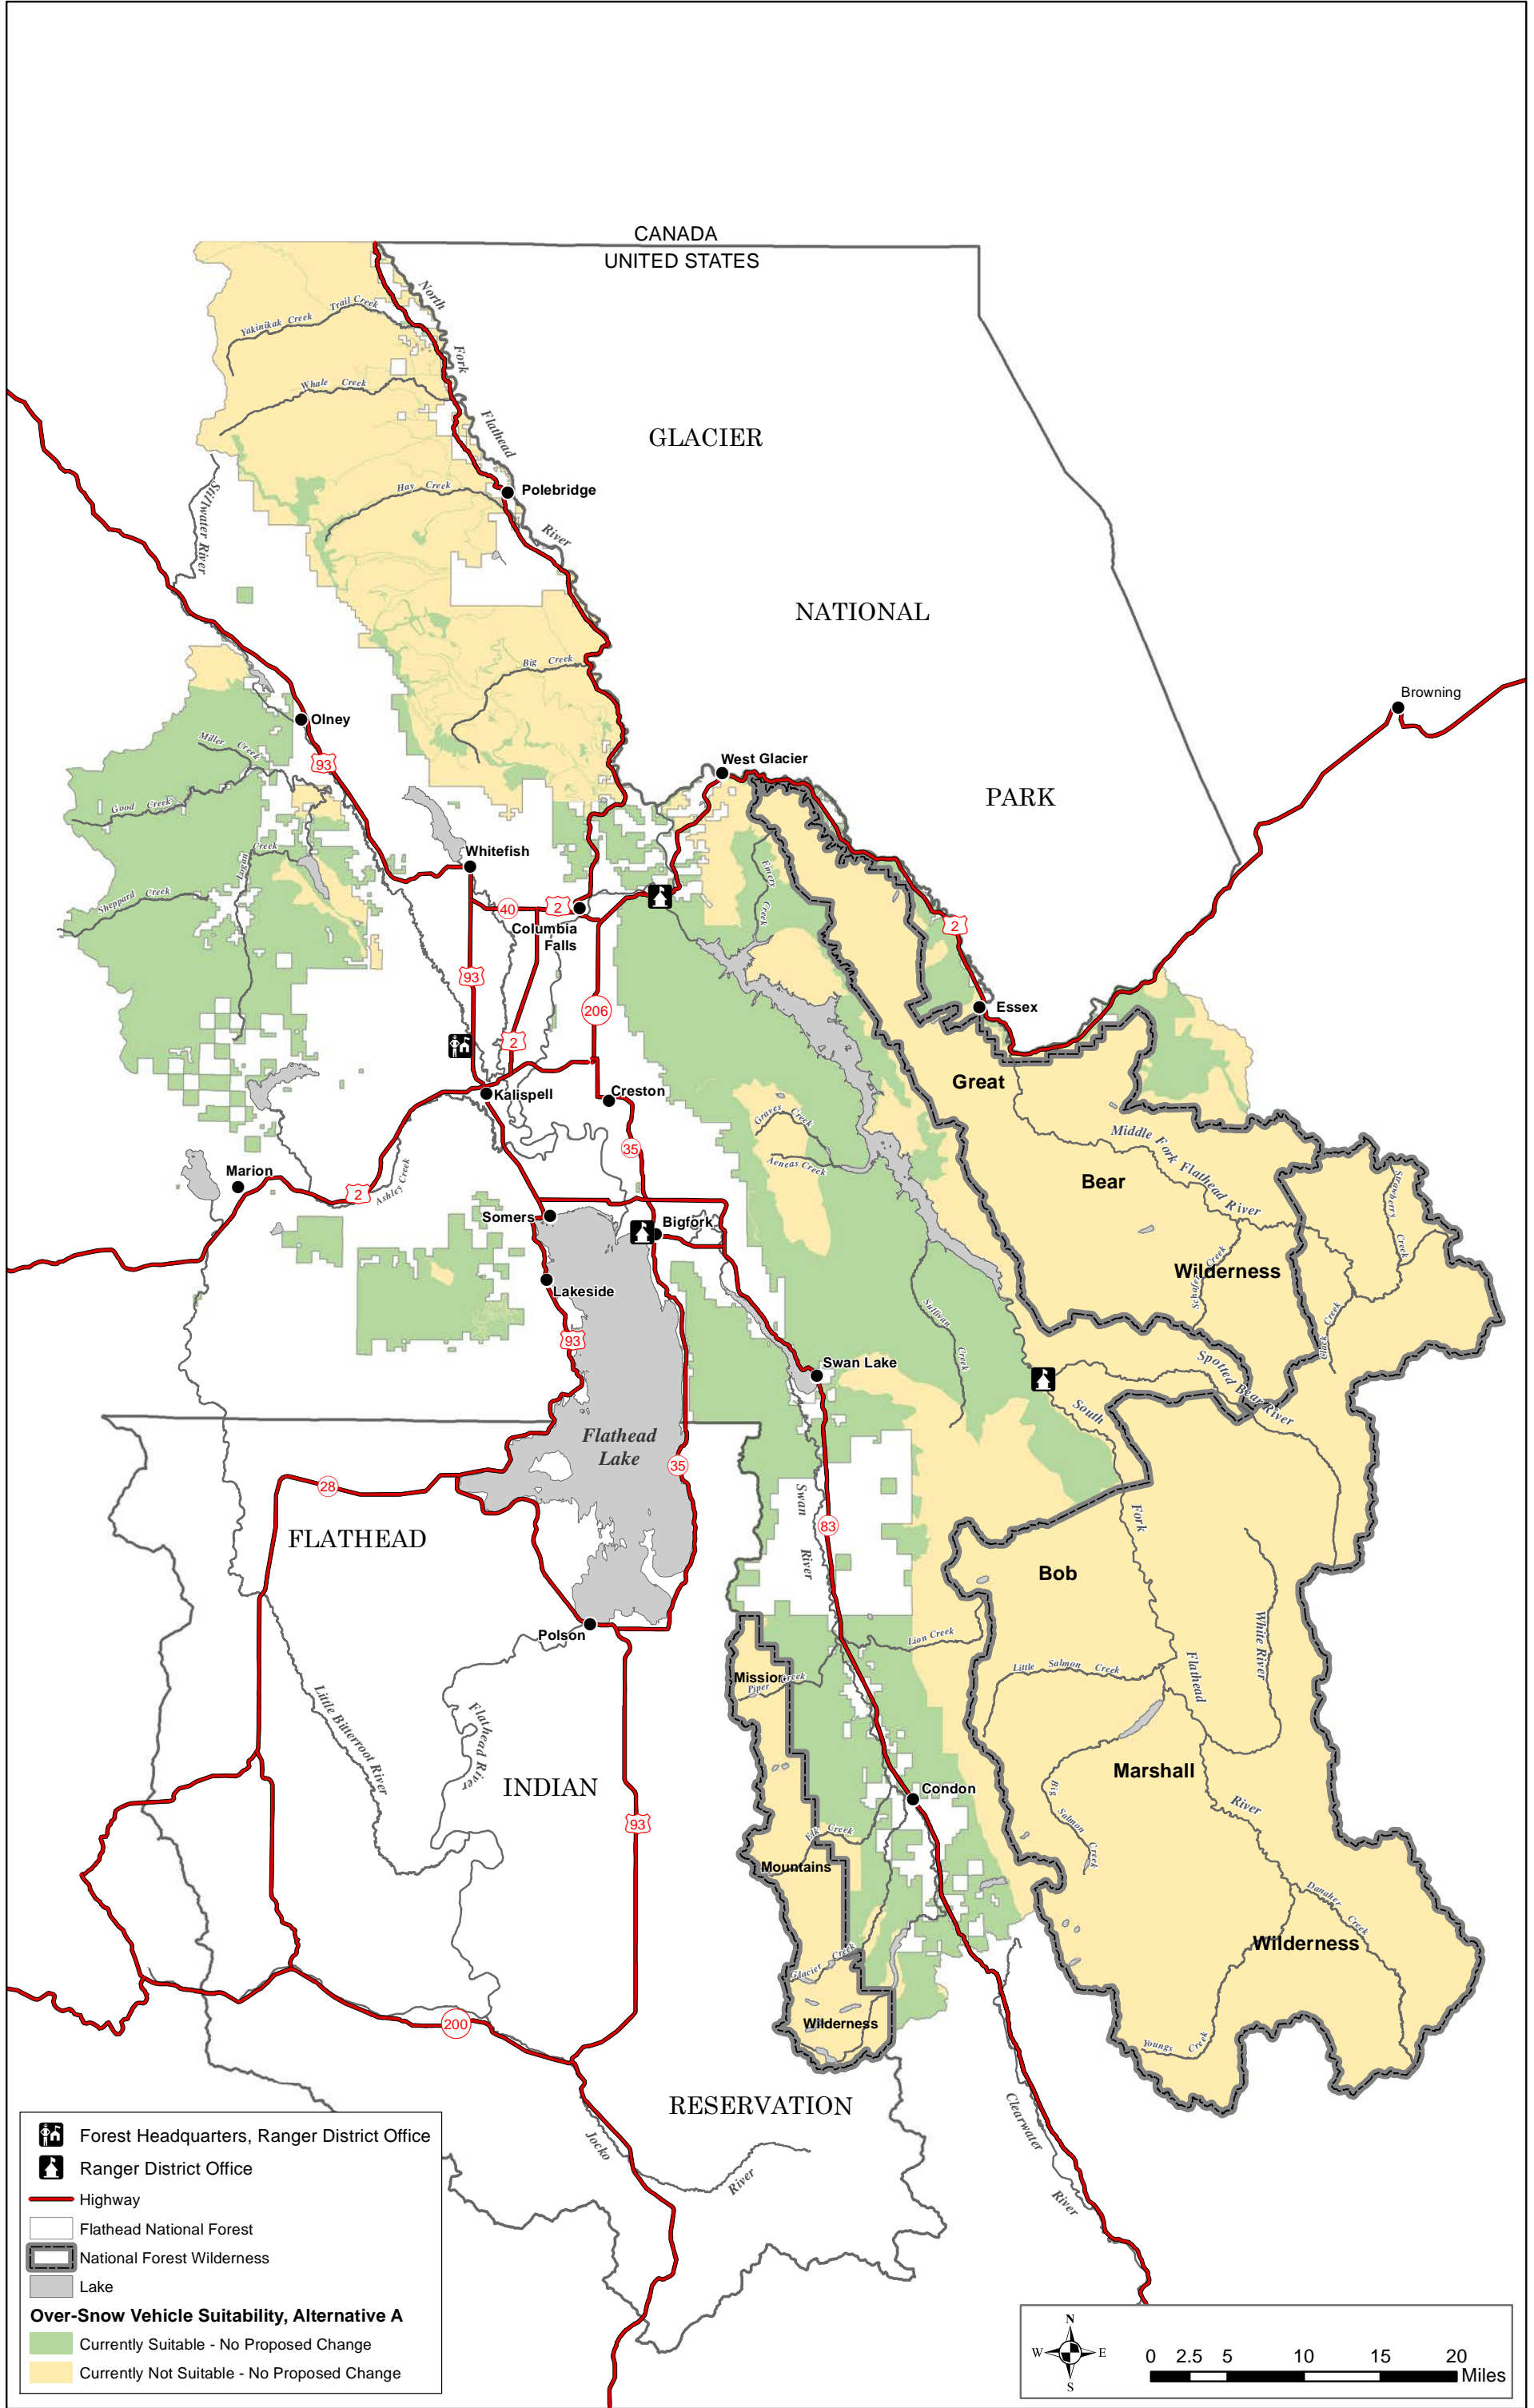 CANADA
UNITED STATES
North
Fork
Flathead
River
Trail Creek
Yakinikak Creek
Whale Creek
Hay Creek
Polebridge
Stillwater River
GLACIER
NATIONAL
PARK
Big Creek
Browning
Olney
93
Miller Creek
Good Creek
Logan Creek
Sheppard Creek
West Glacier
Whitefish
Emery Creek
40
2
Columbia
Falls
2
93
206
2
Essex
Kalispell
Creston
Great
Graves Creek
Aeneas Creek
35
Middle Fork Flathead River
Bear
Strawberry Creek
Marion
2
Ashley Creek
Somers
Bigfork
Schafer Creek
Wilderness
Lakeside
93
Sullivan Creek
Clack Creek
Swan Lake
Spotted Bear River
South
Fork
Flathead
River
Flathead
Lake
35
28
FLATHEAD
Swan
River
83
Bob
Polson
Lion Creek
White River
Little Salmon Creek
Mission
Piper Creek
Little Bitterroot River
Flathead River
INDIAN
Marshall
Condon
Big Salmon Creek
93
Elk Creek
Mountains
Danaher Creek
Wilderness
Glacier Creek
Wilderness
Youngs Creek
200
RESERVATION
Clearwater
River
Jocko
River
Forest Headquarters, Ranger District Office
Ranger District Office
Highway
Flathead National Forest
National Forest Wilderness
Lake
Over-Snow Vehicle Suitability, Alternative A
Currently Suitable - No Proposed Change
Currently Not Suitable - No Proposed Change
N
W E
S
0 2.5 5 10 15 20
Miles